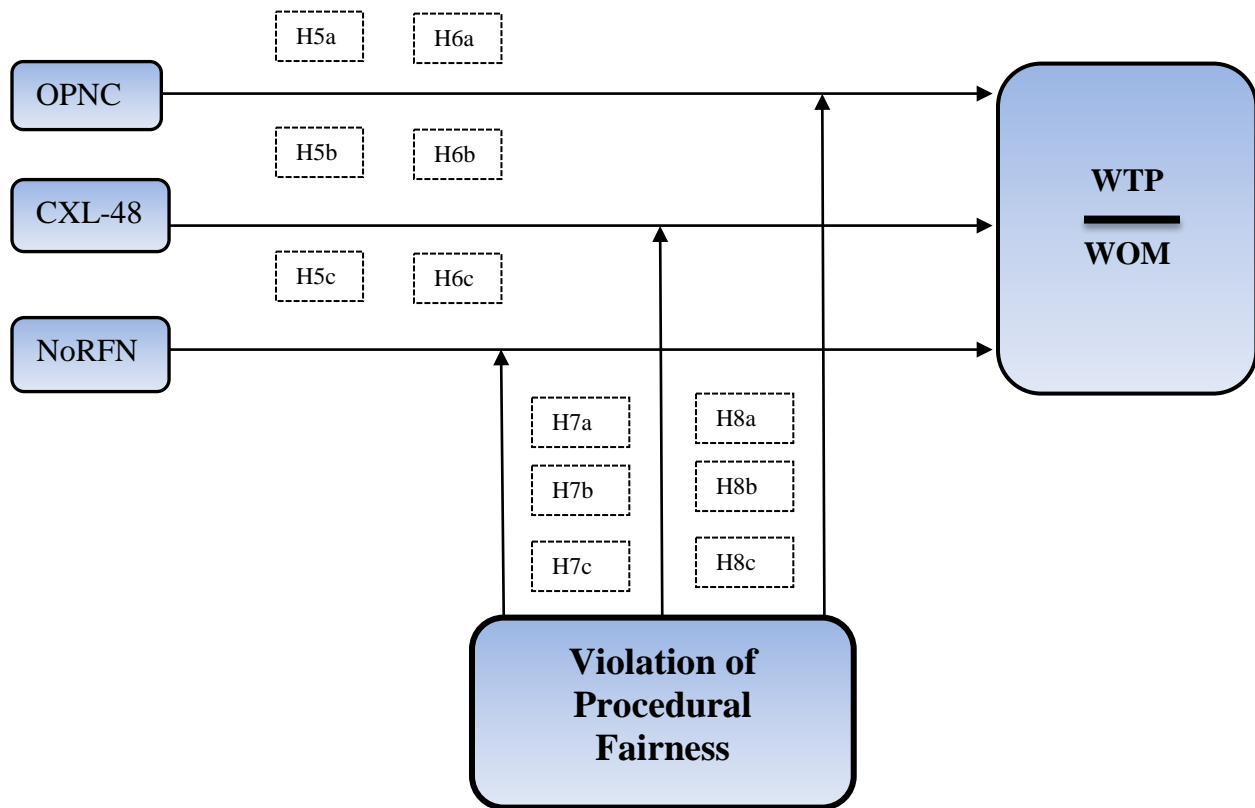 H5a H6a
OPNC
H5b H6b
WTP
CXL-48
WOM
H5c H6c
NoRFN
H7a H8a
H7b H8b
H7c H8c
Violation of
Procedural
Fairness